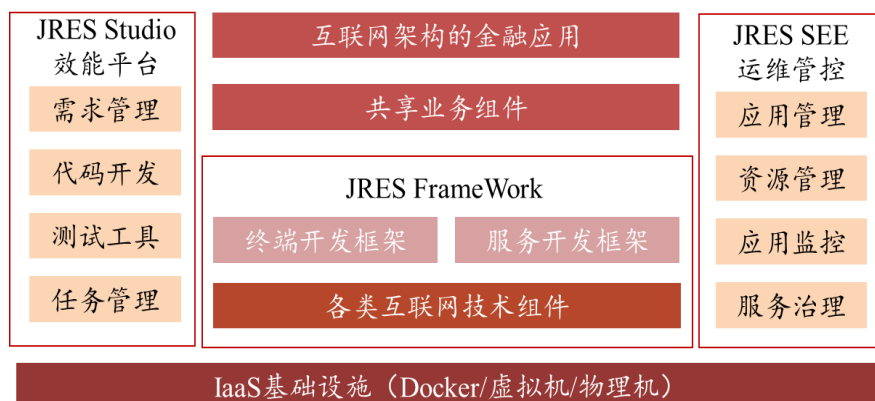 JRES Studio
效能平台
需求管理
代码开发
测试工具
任务管理
互联网架构的金融应用
共享业务组件
JRES FrameWork
终端开发框架
服务开发框架
各类互联网技术组件
JRES SEE
运维管控
应用管理
资源管理
应用监控
服务治理
IaaS基础设施（Docker/虚拟机/物理机）